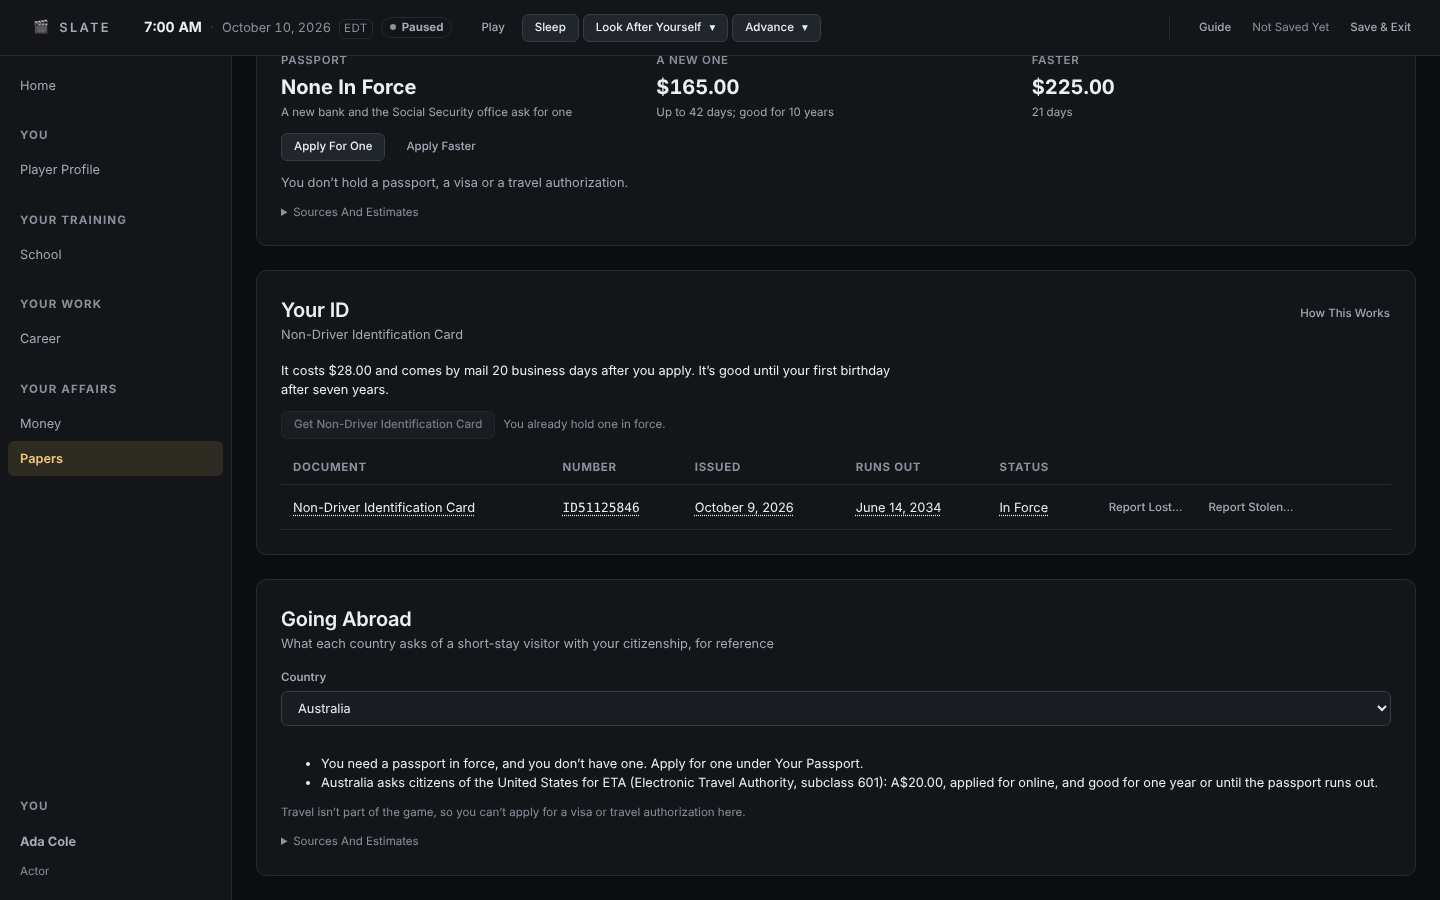 SLATE
7:00 AM · October 10, 2026 EDT Paused Play Sleep Look After Yourself ▾ Advance ▾ Guide Not Saved Yet Save & Exit
Home
YOU
Player Profile
YOUR TRAINING
School
YOUR WORK
Career
YOUR AFFAIRS
Money
Papers
YOU
Ada Cole
Actor
PASSPORT A NEW ONE FASTER
None In Force $165.00 $225.00
A new bank and the Social Security office ask for one Up to 42 days; good for 10 years 21 days
Apply For One Apply Faster
You don’t hold a passport, a visa or a travel authorization.
Sources And Estimates
Your ID
How This Works
Non-Driver Identification Card
It costs $28.00 and comes by mail 20 business days after you apply. It’s good until your first birthday
after seven years.
Get Non-Driver Identification Card You already hold one in force.
DOCUMENT NUMBER ISSUED RUNS OUT STATUS
Non-Driver Identification Card ID51125846 October 9, 2026 June 14, 2034 In Force Report Lost... Report Stolen...
Going Abroad
What each country asks of a short-stay visitor with your citizenship, for reference
Country
Australia
• You need a passport in force, and you don’t have one. Apply for one under Your Passport.
• Australia asks citizens of the United States for ETA (Electronic Travel Authority, subclass 601): A$20.00, applied for online, and good for one year or until the passport runs out.
Travel isn’t part of the game, so you can’t apply for a visa or travel authorization here.
Sources And Estimates